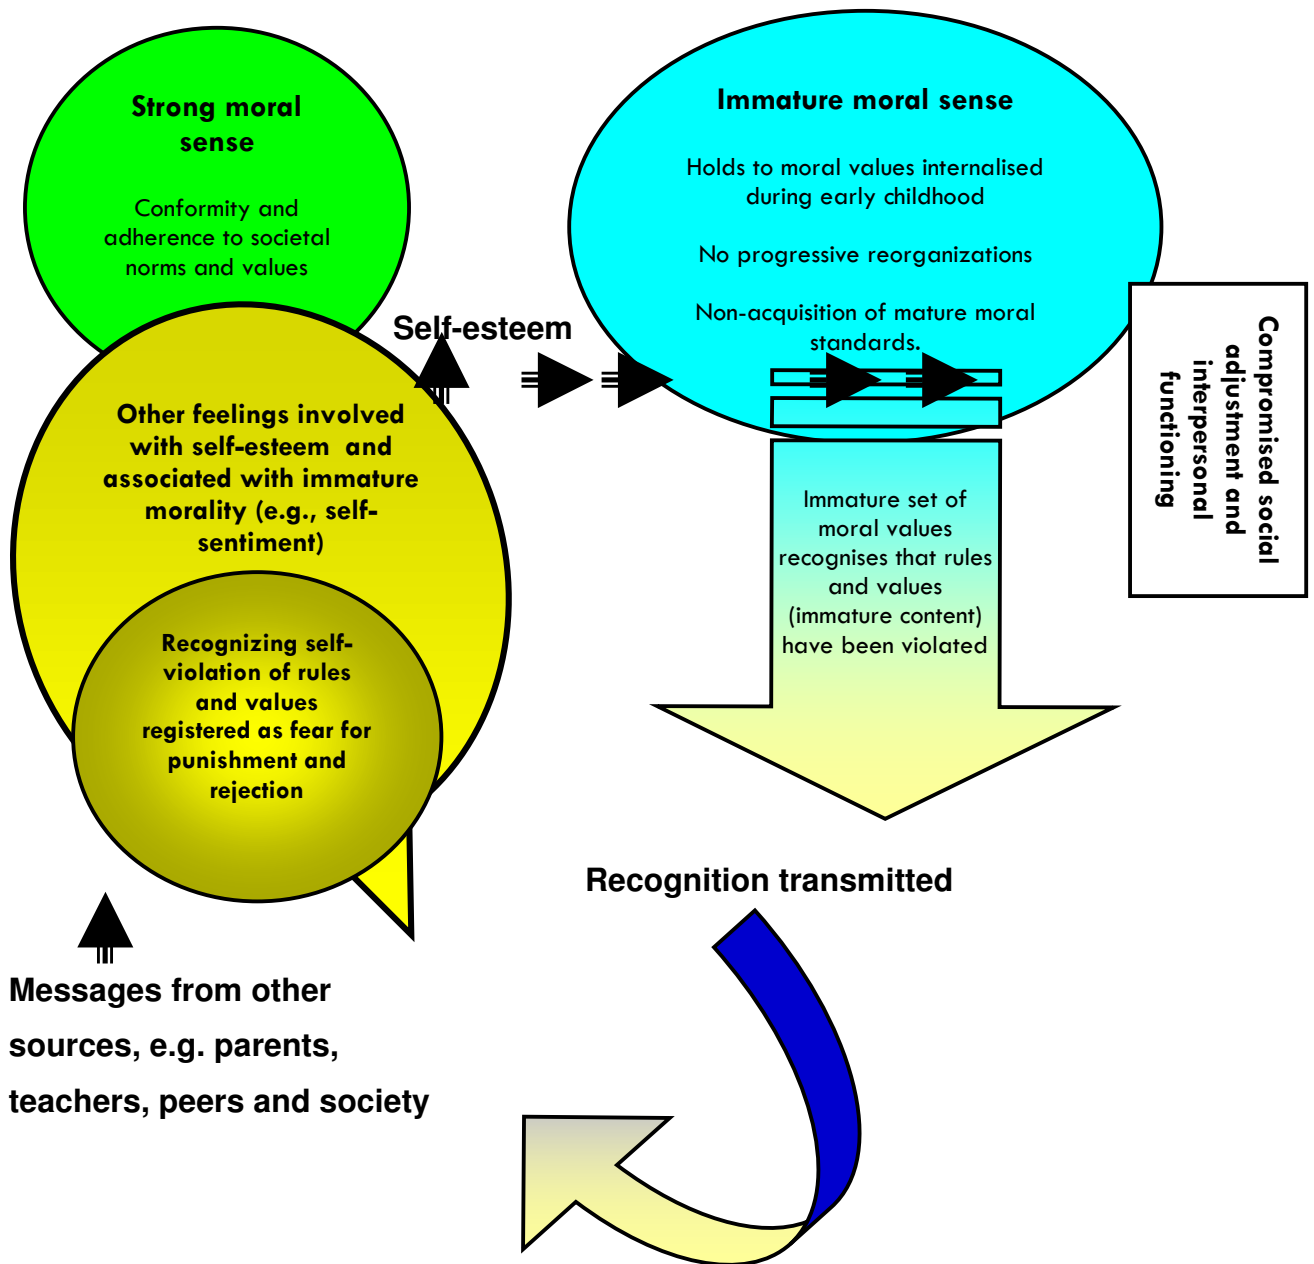 Strong moral
sense
Conformity and
adherence to societal
norms and values
Immature moral sense
Holds to moral values internalised
during early childhood
No progressive reorganizations
Non-acquisition of mature moral
standards.
Self-esteem
Compromised social
adjustment and
interpersonal
functioning
Other feelings involved
with self-esteem and
associated with immature
morality (e.g., self-
sentiment)
Immature set of
moral values
recognises that rules
and values
(immature content)
have been violated
Recognizing self-
violation of rules
and values
registered as fear for
punishment and
rejection
Recognition transmitted
Messages from other
sources, e.g. parents,
teachers, peers and society